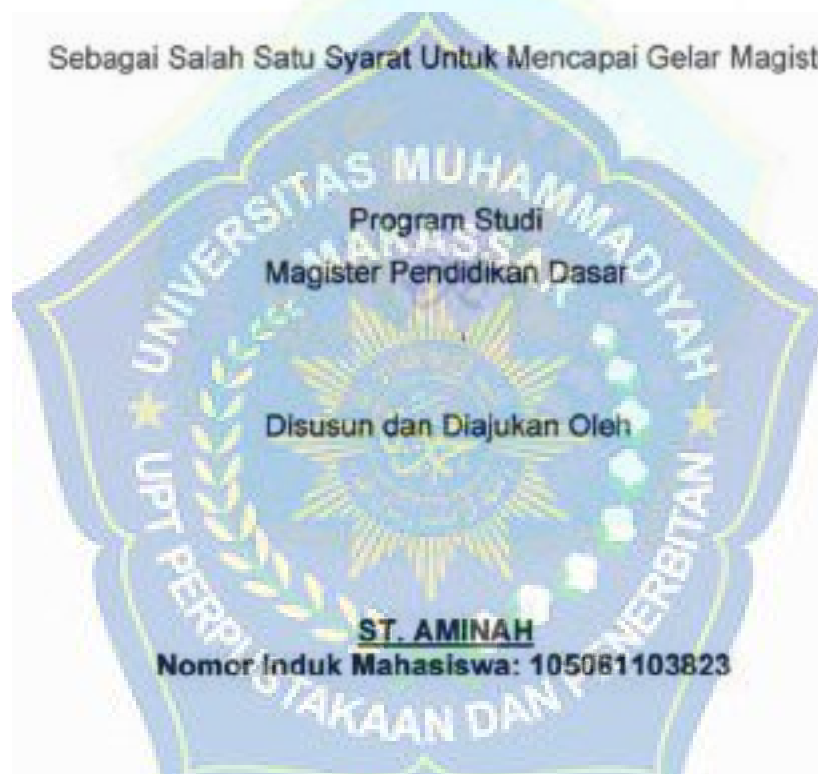 Sebagai Salah Satu Syarat Untuk Mencapai Gelar Magist
UNIVERSITAS MUHAMMADIYAH
MAKASSAR
Program Studi
Magister Pendidikan Dasar
Disusun dan Diajukan Oleh
ST. AMINAH
Nomor Induk Mahasiswa: 105061103823
UPT PERPUSTAKAAN DAN PENERBITAN